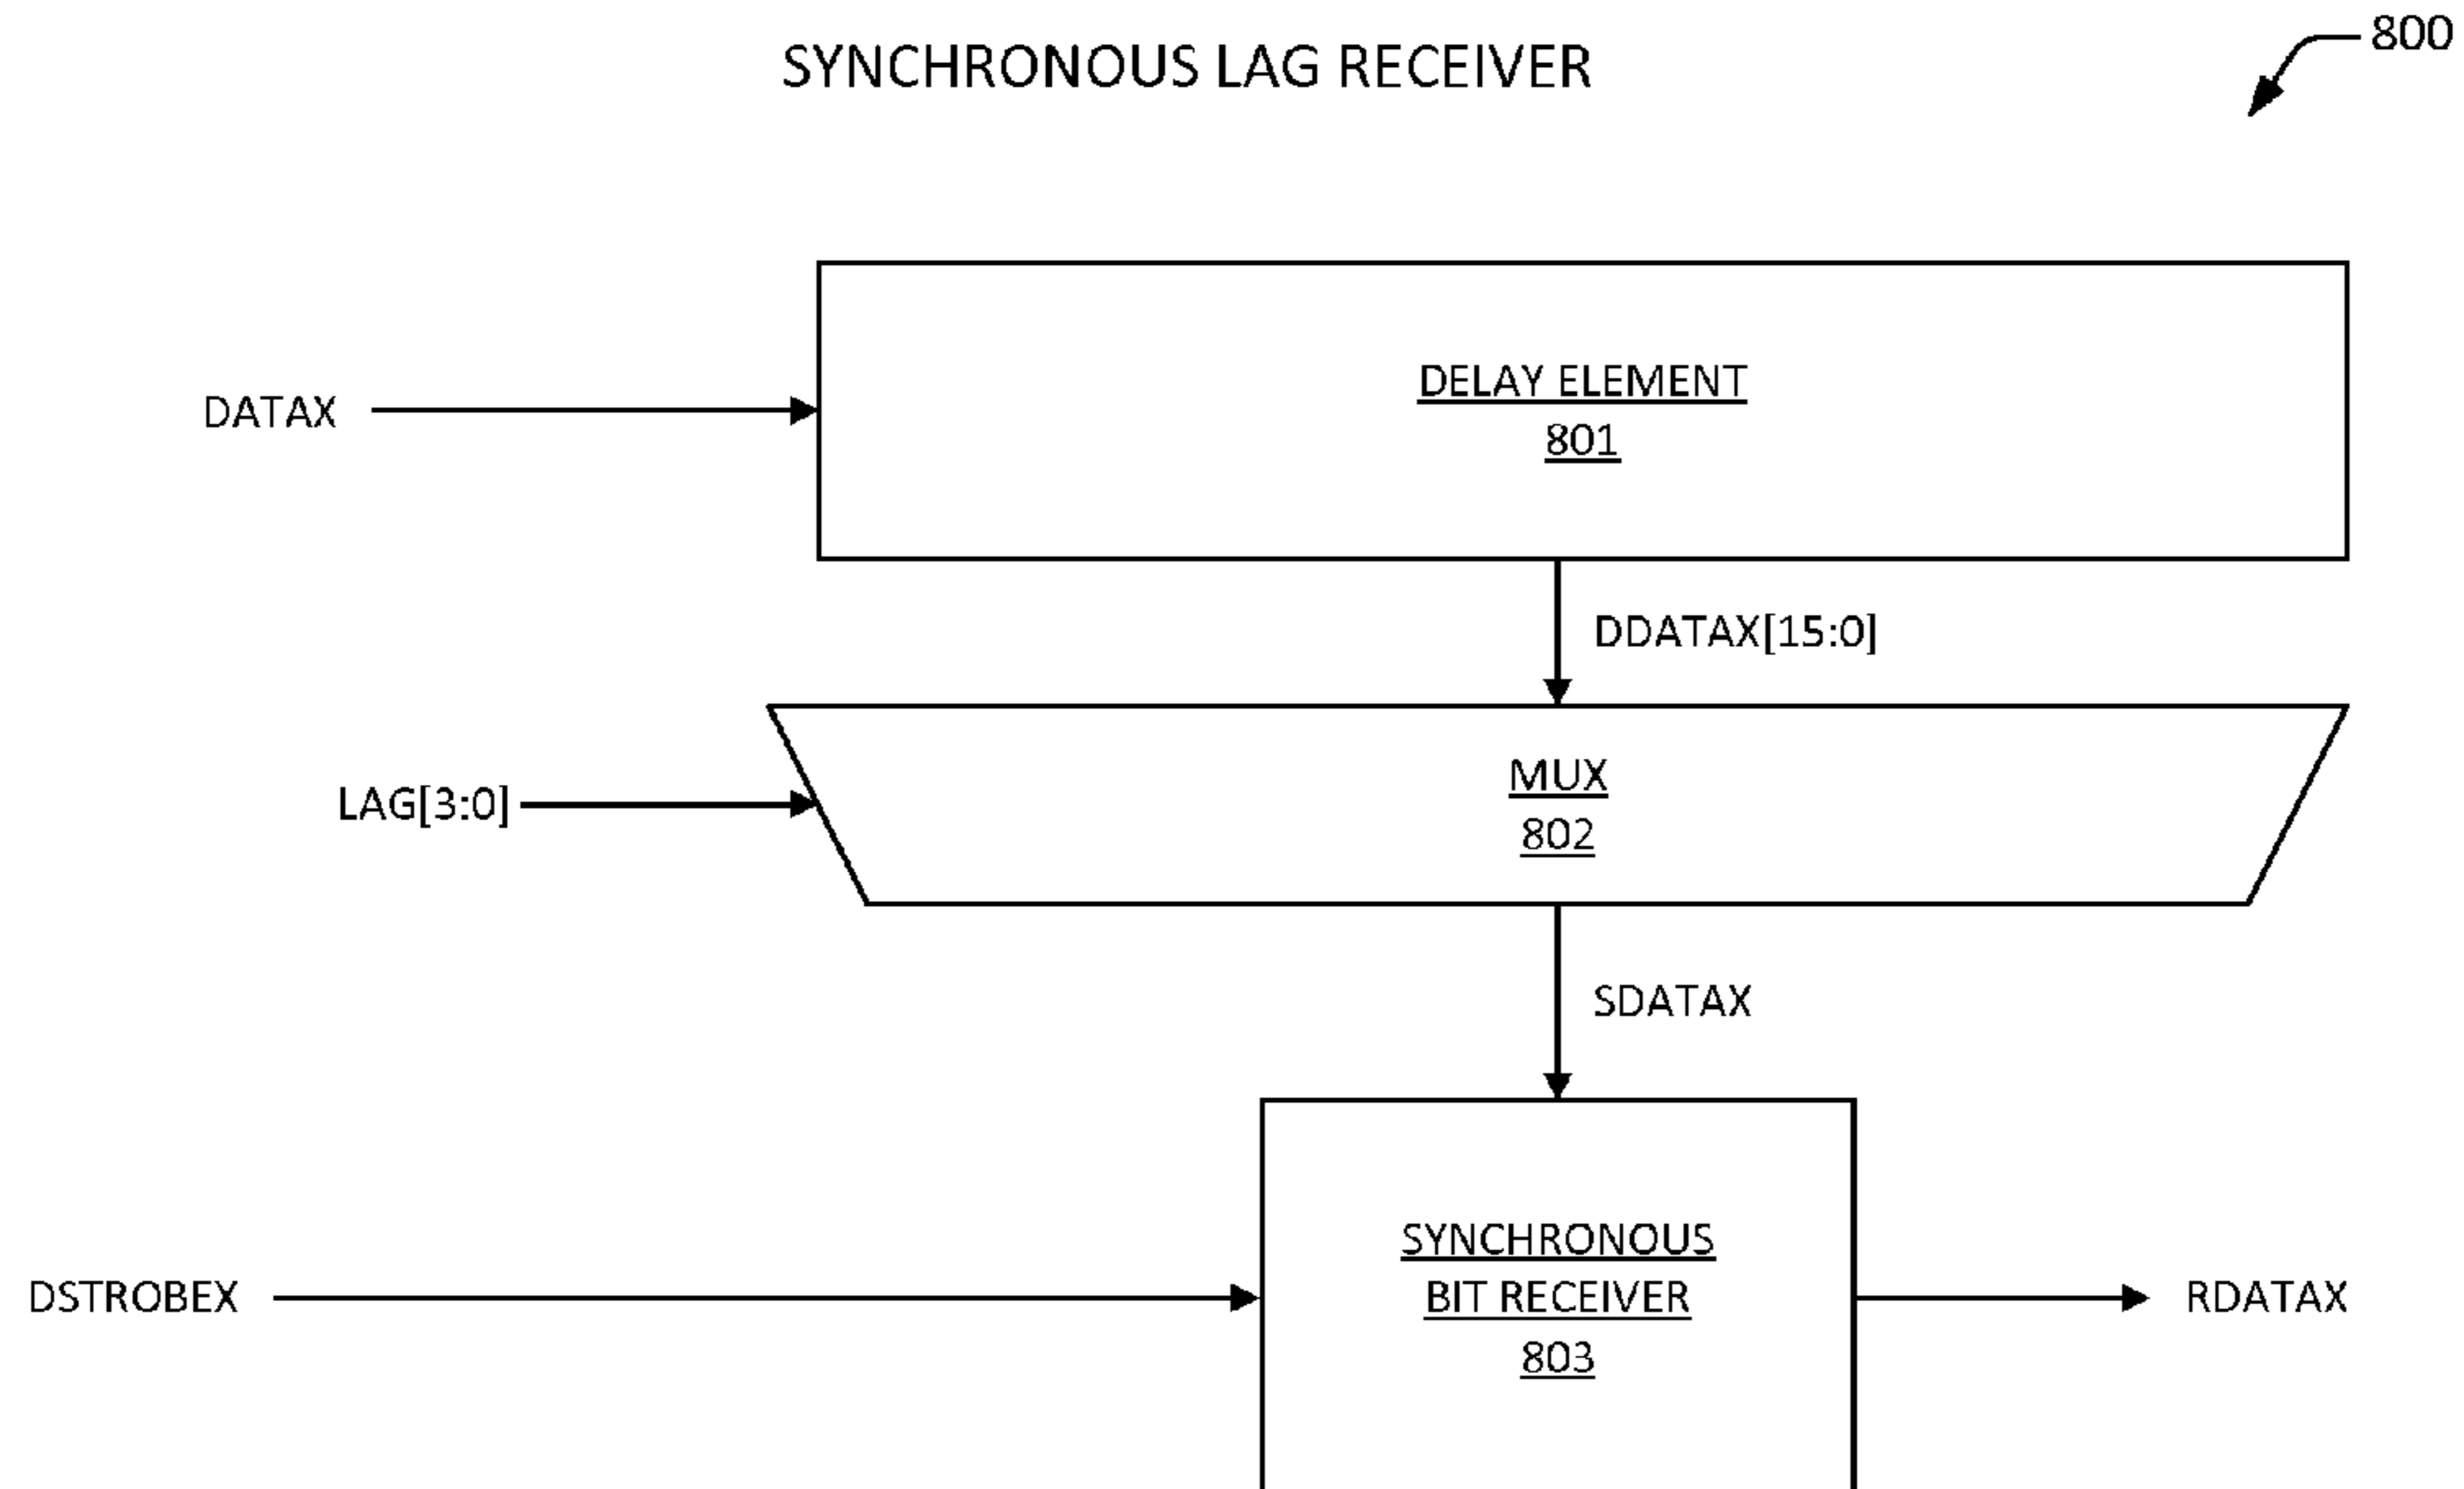 800
SYNCHRONOUS LAG RECEIVER
DATAX
DELAY ELEMENT
801
DDATAX[15:0]
LAG[3:0]
MUX
802
SDATAX
DSTROBEX
SYNCHRONOUS
BIT RECEIVER
803
RDATAX